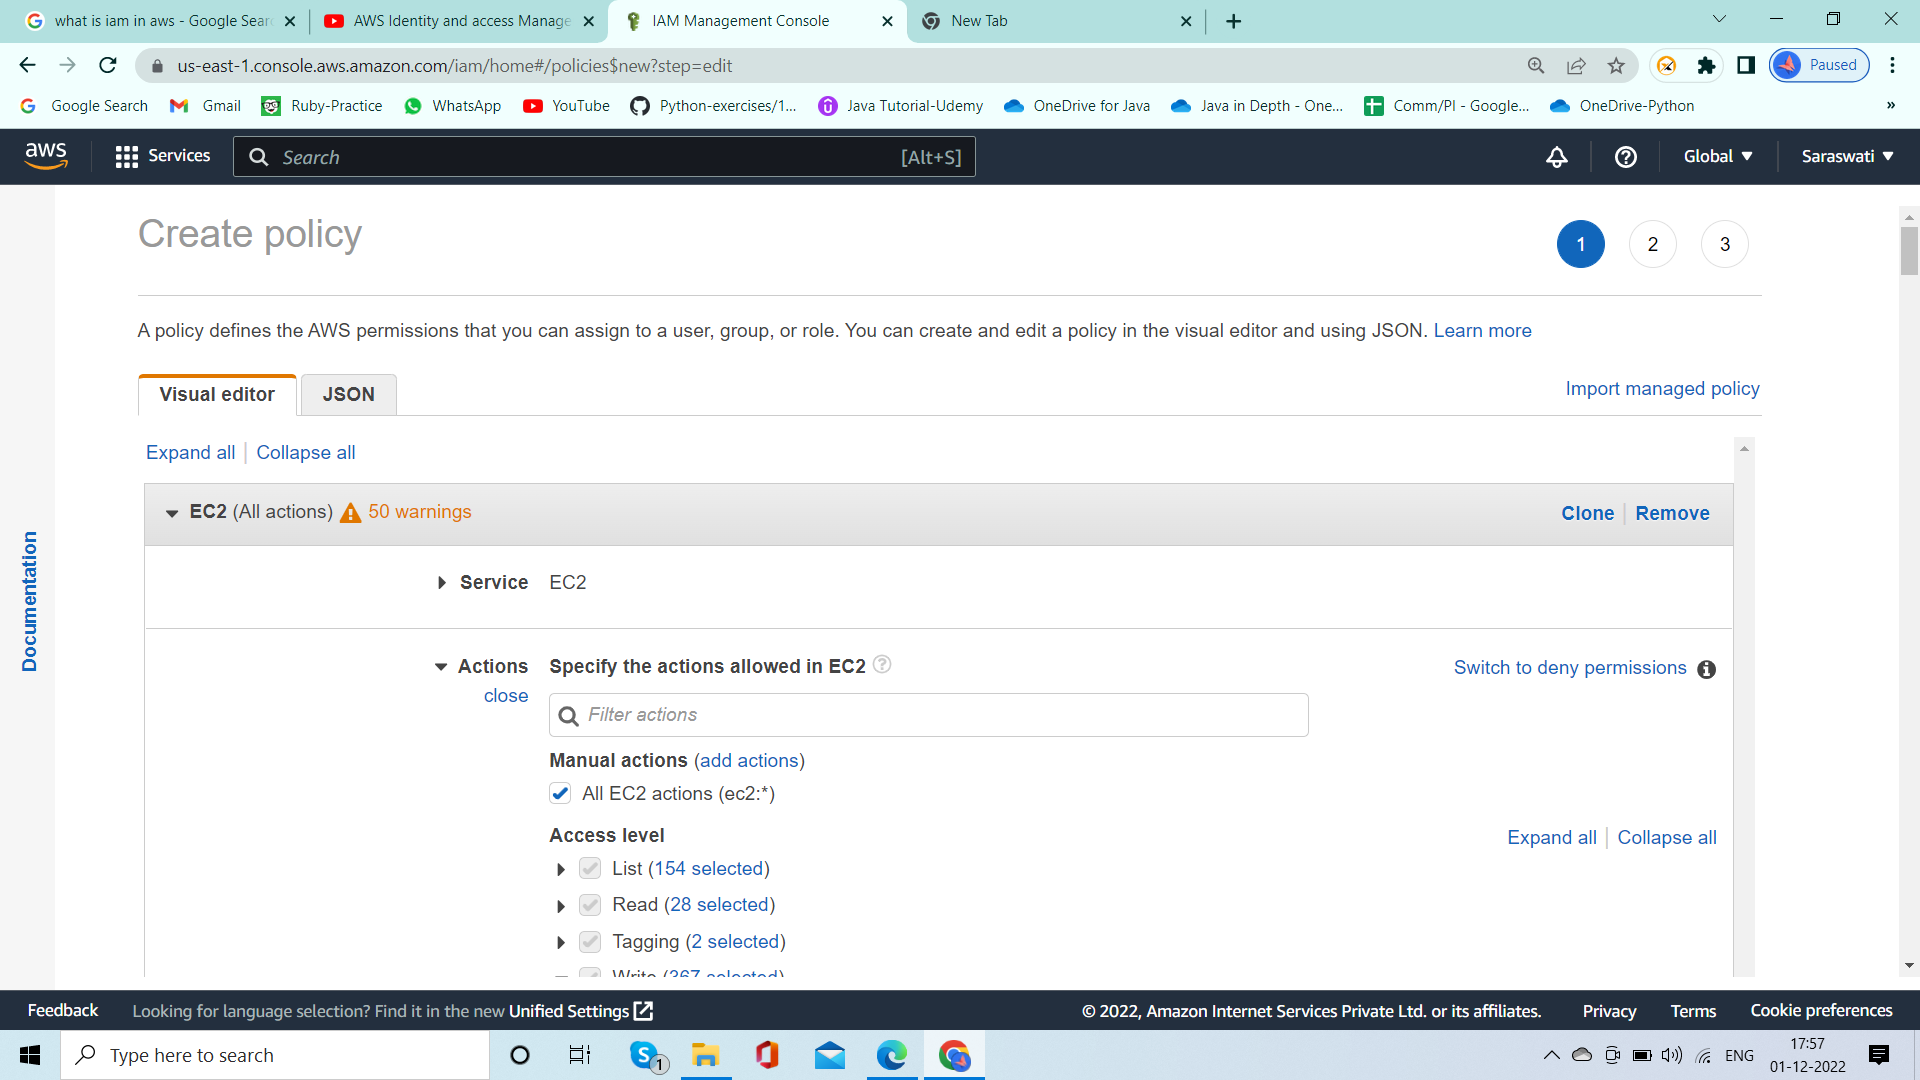 what is iam in aws - Google Sear
AWS Identity and access Manage
IAM Management Console
New Tab
us-east-1.console.aws.amazon.com/iam/home#/policies$new?step=edit
Paused
Google Search
Gmail
Ruby-Practice
WhatsApp
YouTube
Python-exercises/1...
Java Tutorial-Udemy
OneDrive for Java
Java in Depth - One...
Comm/PI - Google...
OneDrive-Python
»
aws
Services
Search
[Alt+S]
Global
Saraswati
Create policy
1
2
3
A policy defines the AWS permissions that you can assign to a user, group, or role. You can create and edit a policy in the visual editor and using JSON. Learn more
Visual editor
JSON
Import managed policy
Expand all
Collapse all
EC2 (All actions) 50 warnings
Clone
Remove
Documentation
Service EC2
Actions
close
Specify the actions allowed in EC2
Switch to deny permissions
Filter actions
Manual actions (add actions)
All EC2 actions (ec2:*)
Access level
Expand all
Collapse all
List (154 selected)
Read (28 selected)
Tagging (2 selected)
Write (367 selected)
Feedback
Looking for language selection? Find it in the new Unified Settings
© 2022, Amazon Internet Services Private Ltd. or its affiliates.
Privacy
Terms
Cookie preferences
Type here to search
1
ENG
17:57
01-12-2022